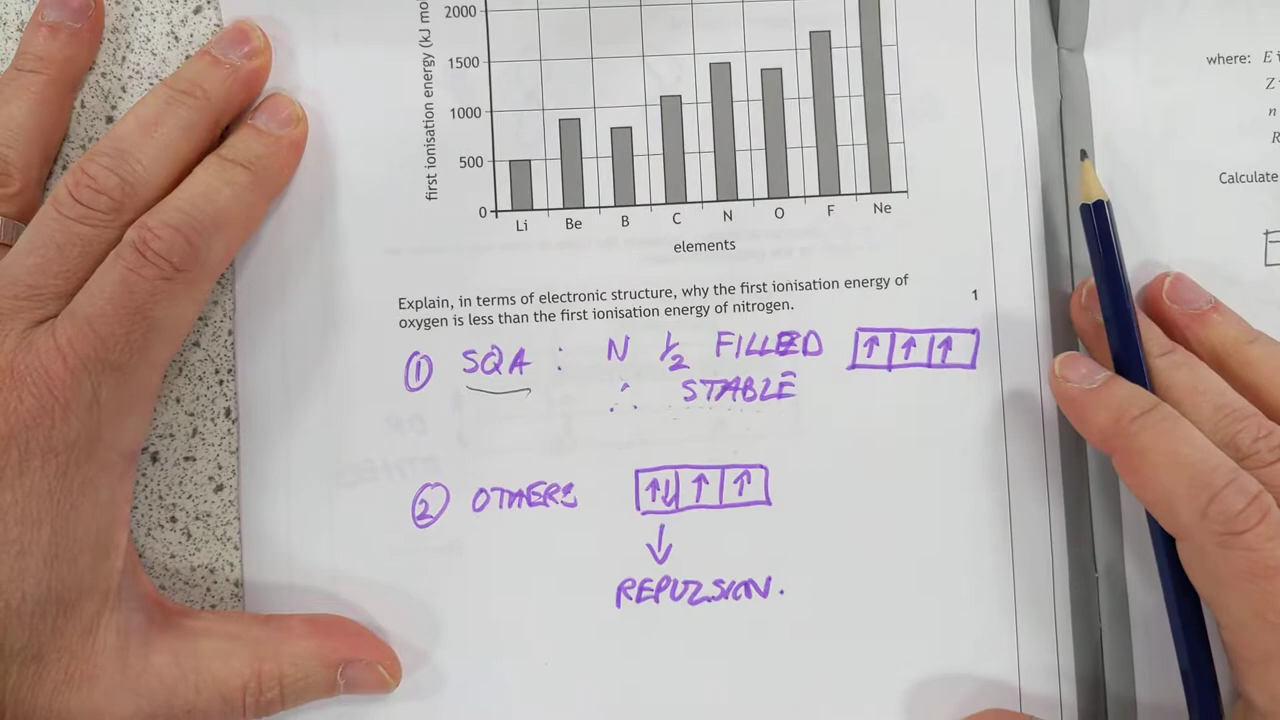 2000
1500
1000
500
0
first ionisation energy (kJ mo
Li Be B C N O F Ne
elements
Explain, in terms of electronic structure, why the first ionisation energy of
oxygen is less than the first ionisation energy of nitrogen.
1
① SQA : N 1/2 FILLED ↑ ↑ ↑
∴ STABLE
② OTHERS ↑↓ ↑ ↑
↓
REPULSION.
where: E i
Z
n
R
Calculate